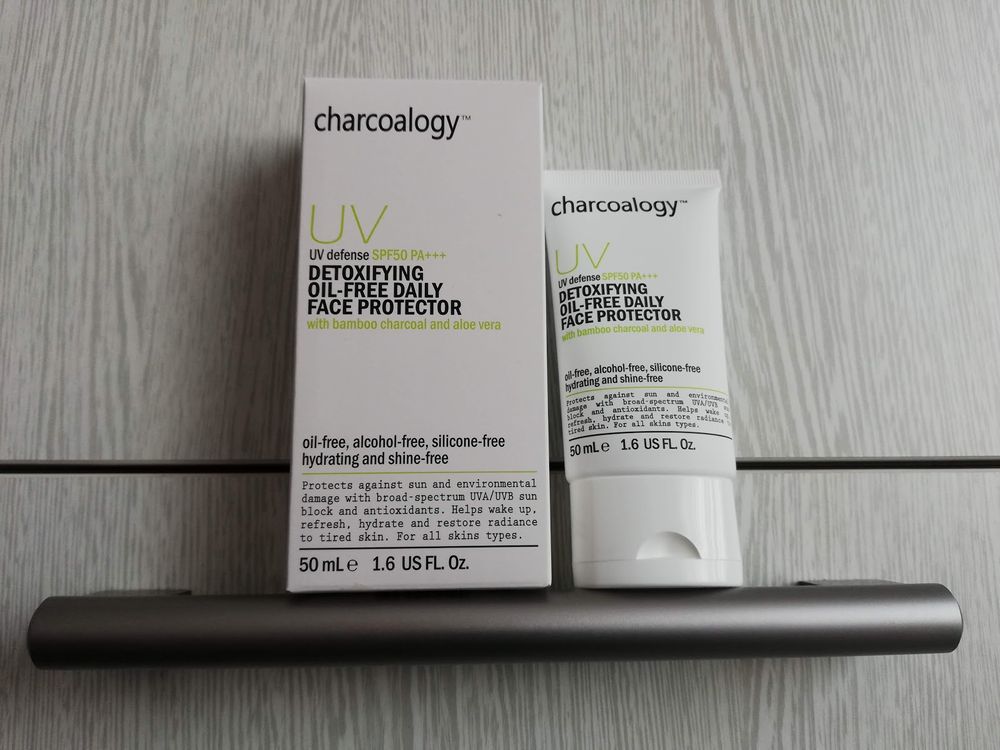 charcoalogy™
UV
UV defense SPF50 PA+++
DETOXIFYING
OIL-FREE DAILY
FACE PROTECTOR
with bamboo charcoal and aloe vera
oil-free, alcohol-free, silicone-free
hydrating and shine-free
Protects against sun and environmental
damage with broad-spectrum UVA/UVB sun
block and antioxidants. Helps wake up,
refresh, hydrate and restore radiance
to tired skin. For all skins types.
50 mL e 1.6 US FL. Oz.
charcoalogy™
UV
UV defense SPF50 PA+++
DETOXIFYING
OIL-FREE DAILY
FACE PROTECTOR
with bamboo charcoal and aloe vera
oil-free, alcohol-free, silicone-free
hydrating and shine-free
Protects against sun and environmental
damage with broad-spectrum UVA/UVB sun
block and antioxidants. Helps wake up,
refresh, hydrate and restore radiance
to tired skin. For all skins types.
50 mL e 1.6 US FL. Oz.